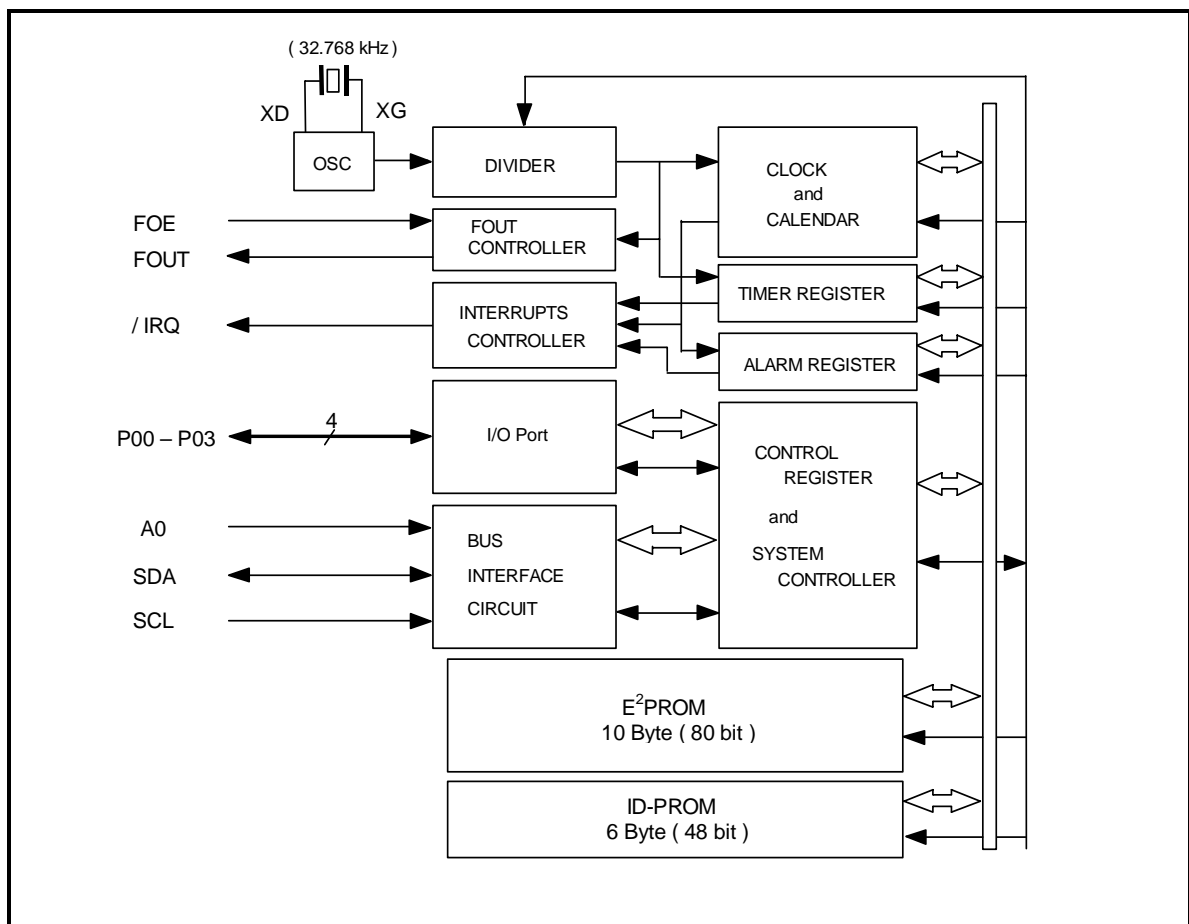 ( 32.768 kHz )
XD
XG
OSC
DIVIDER
CLOCK
and
CALENDAR
FOE
FOUT
FOUT
CONTROLLER
TIMER REGISTER
/ IRQ
INTERRUPTS
CONTROLLER
ALARM REGISTER
P00 – P03
4
I/O Port
CONTROL
REGISTER
and
SYSTEM
CONTROLLER
A0
SDA
SCL
BUS
INTERFACE
CIRCUIT
E²PROM
10 Byte ( 80 bit )
ID-PROM
6 Byte ( 48 bit )